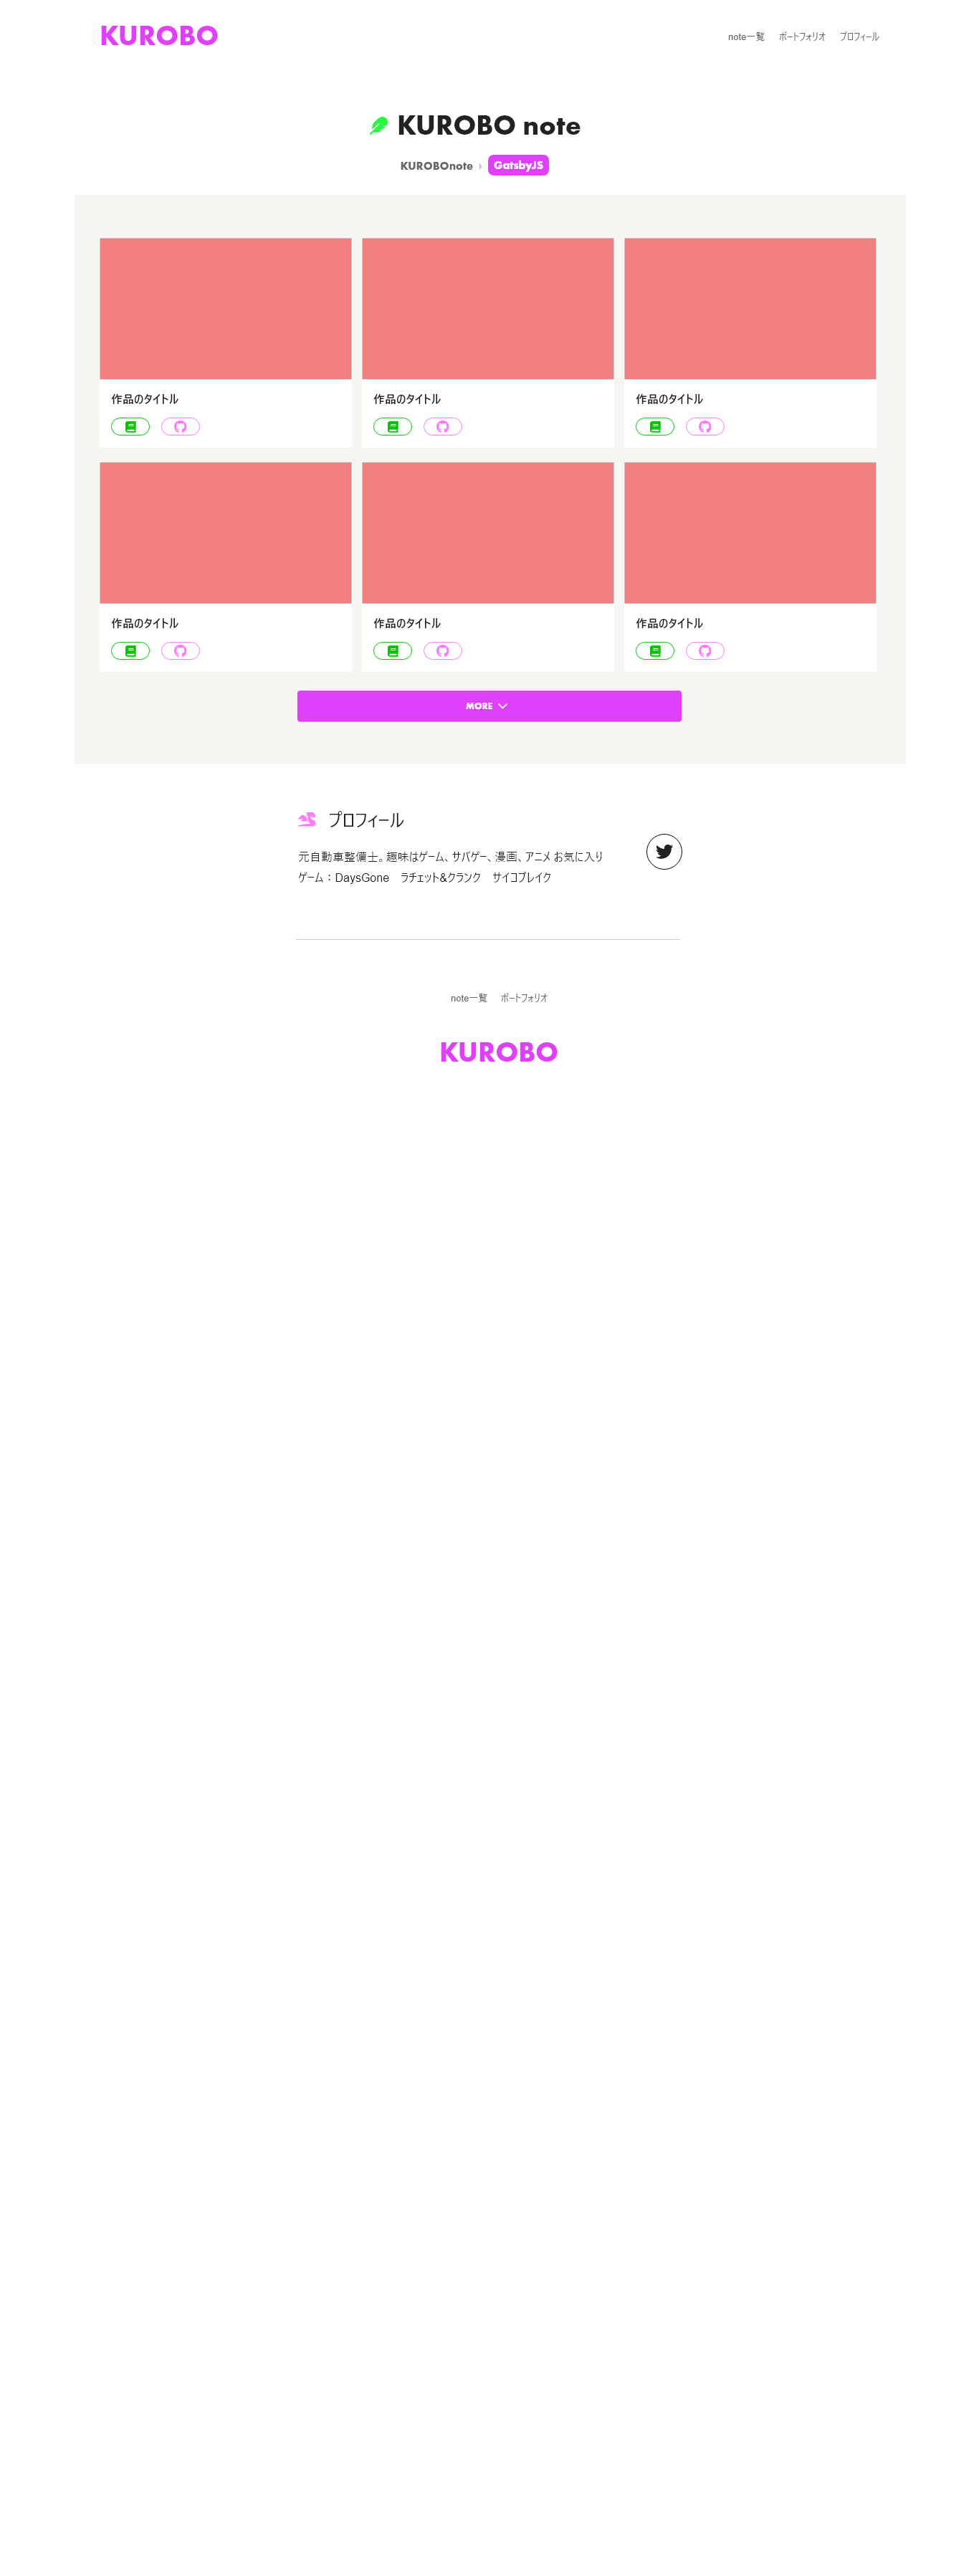 KUROBO
note一覧 ポートフォリオ プロフィール
KUROBO note
KUROBOnote GatsbyJS
作品のタイトル
作品のタイトル
作品のタイトル
作品のタイトル
作品のタイトル
作品のタイトル
MORE
プロフィール
元自動車整備士。趣味はゲーム、サバゲー、漫画、アニメ お気に入り
ゲーム：DaysGone　ラチェット&クランク　サイコブレイク
note一覧 ポートフォリオ
KUROBO